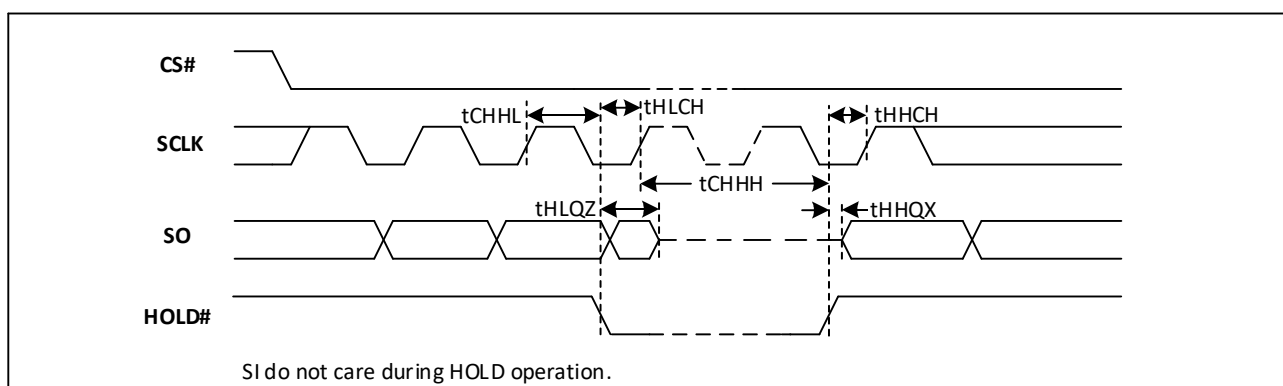 CS#
tCHHL
tHLCH
tHHCH
SCLK
tCHHH
tHLQZ
tHHQX
SO
HOLD#
SI do not care during HOLD operation.